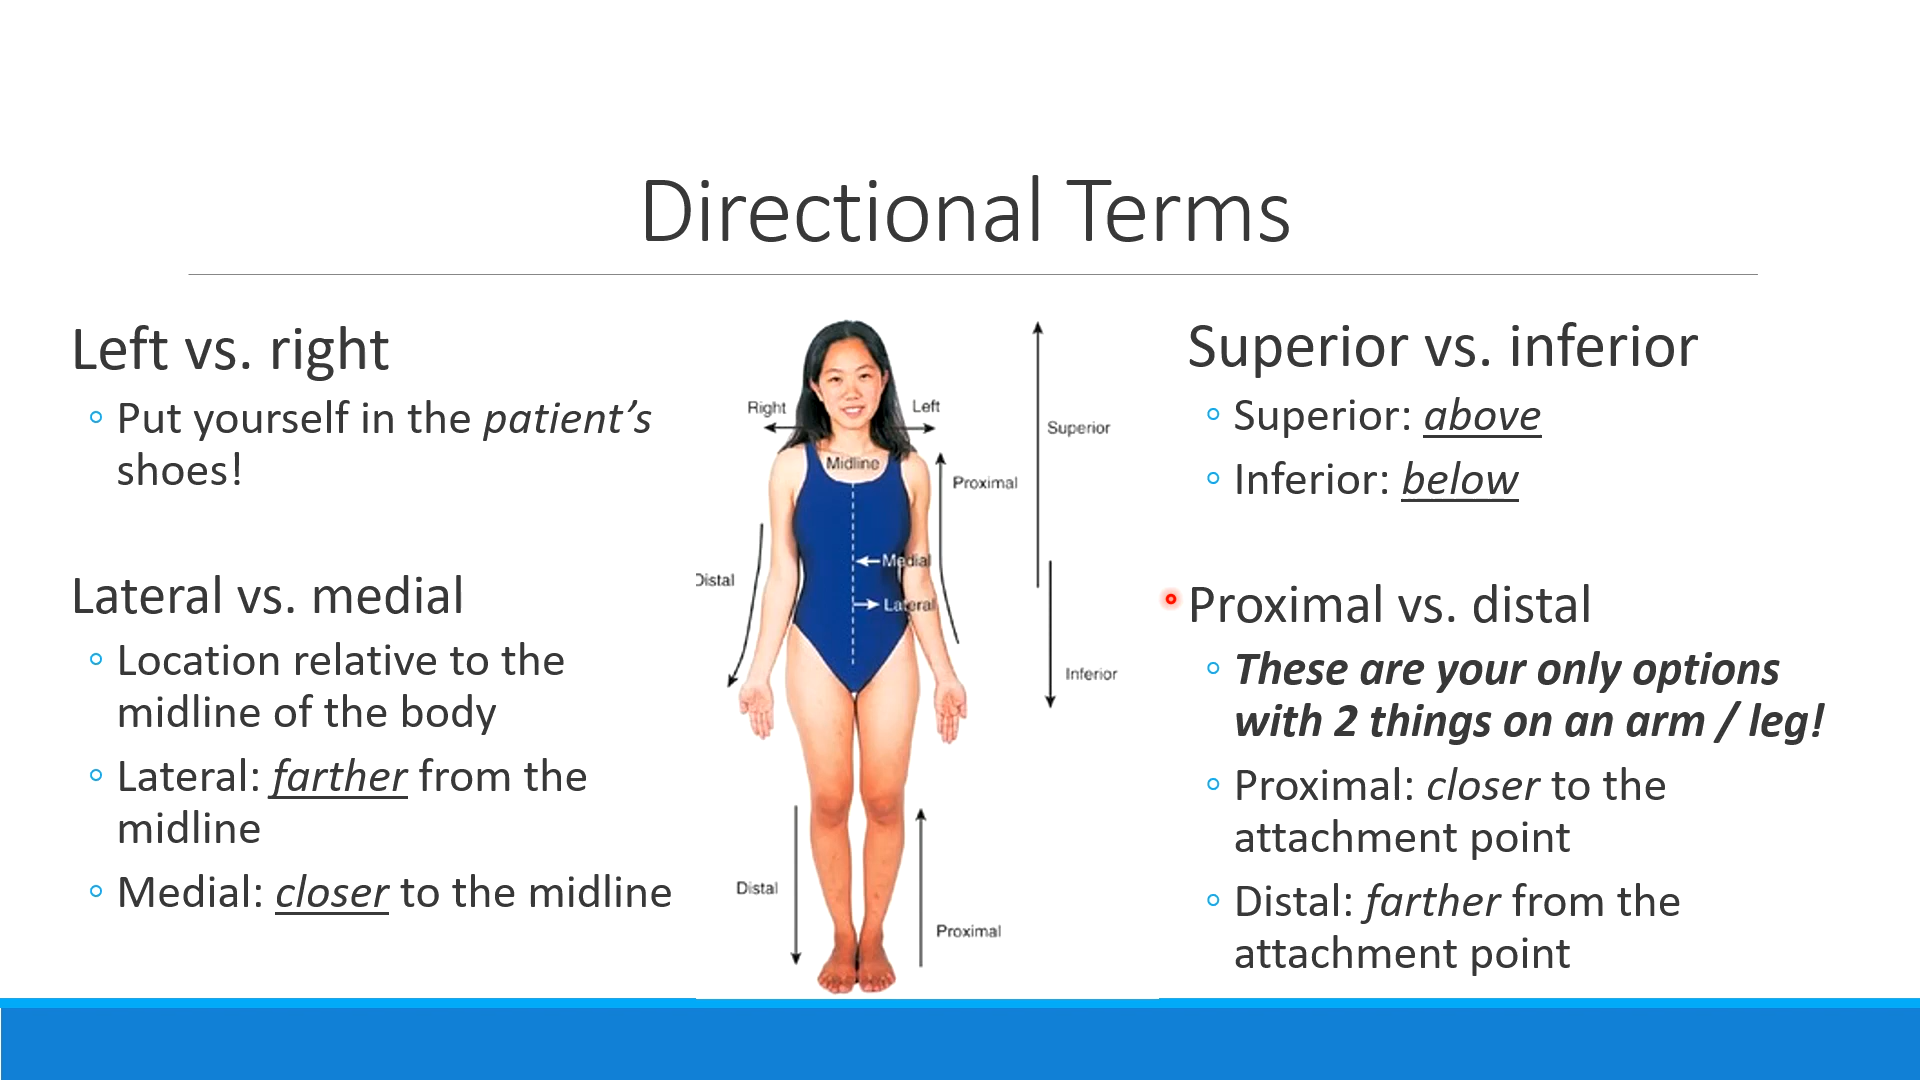 Directional Terms
Left vs. right
◦ Put yourself in the patient’s
shoes!
Lateral vs. medial
◦ Location relative to the
midline of the body
◦ Lateral: farther from the
midline
◦ Medial: closer to the midline
Right
Left
Midline
Superior
Proximal
Medial
Distal
Lateral
Inferior
Distal
Proximal
Superior vs. inferior
◦ Superior: above
◦ Inferior: below
Proximal vs. distal
◦ These are your only options
with 2 things on an arm / leg!
◦ Proximal: closer to the
attachment point
◦ Distal: farther from the
attachment point